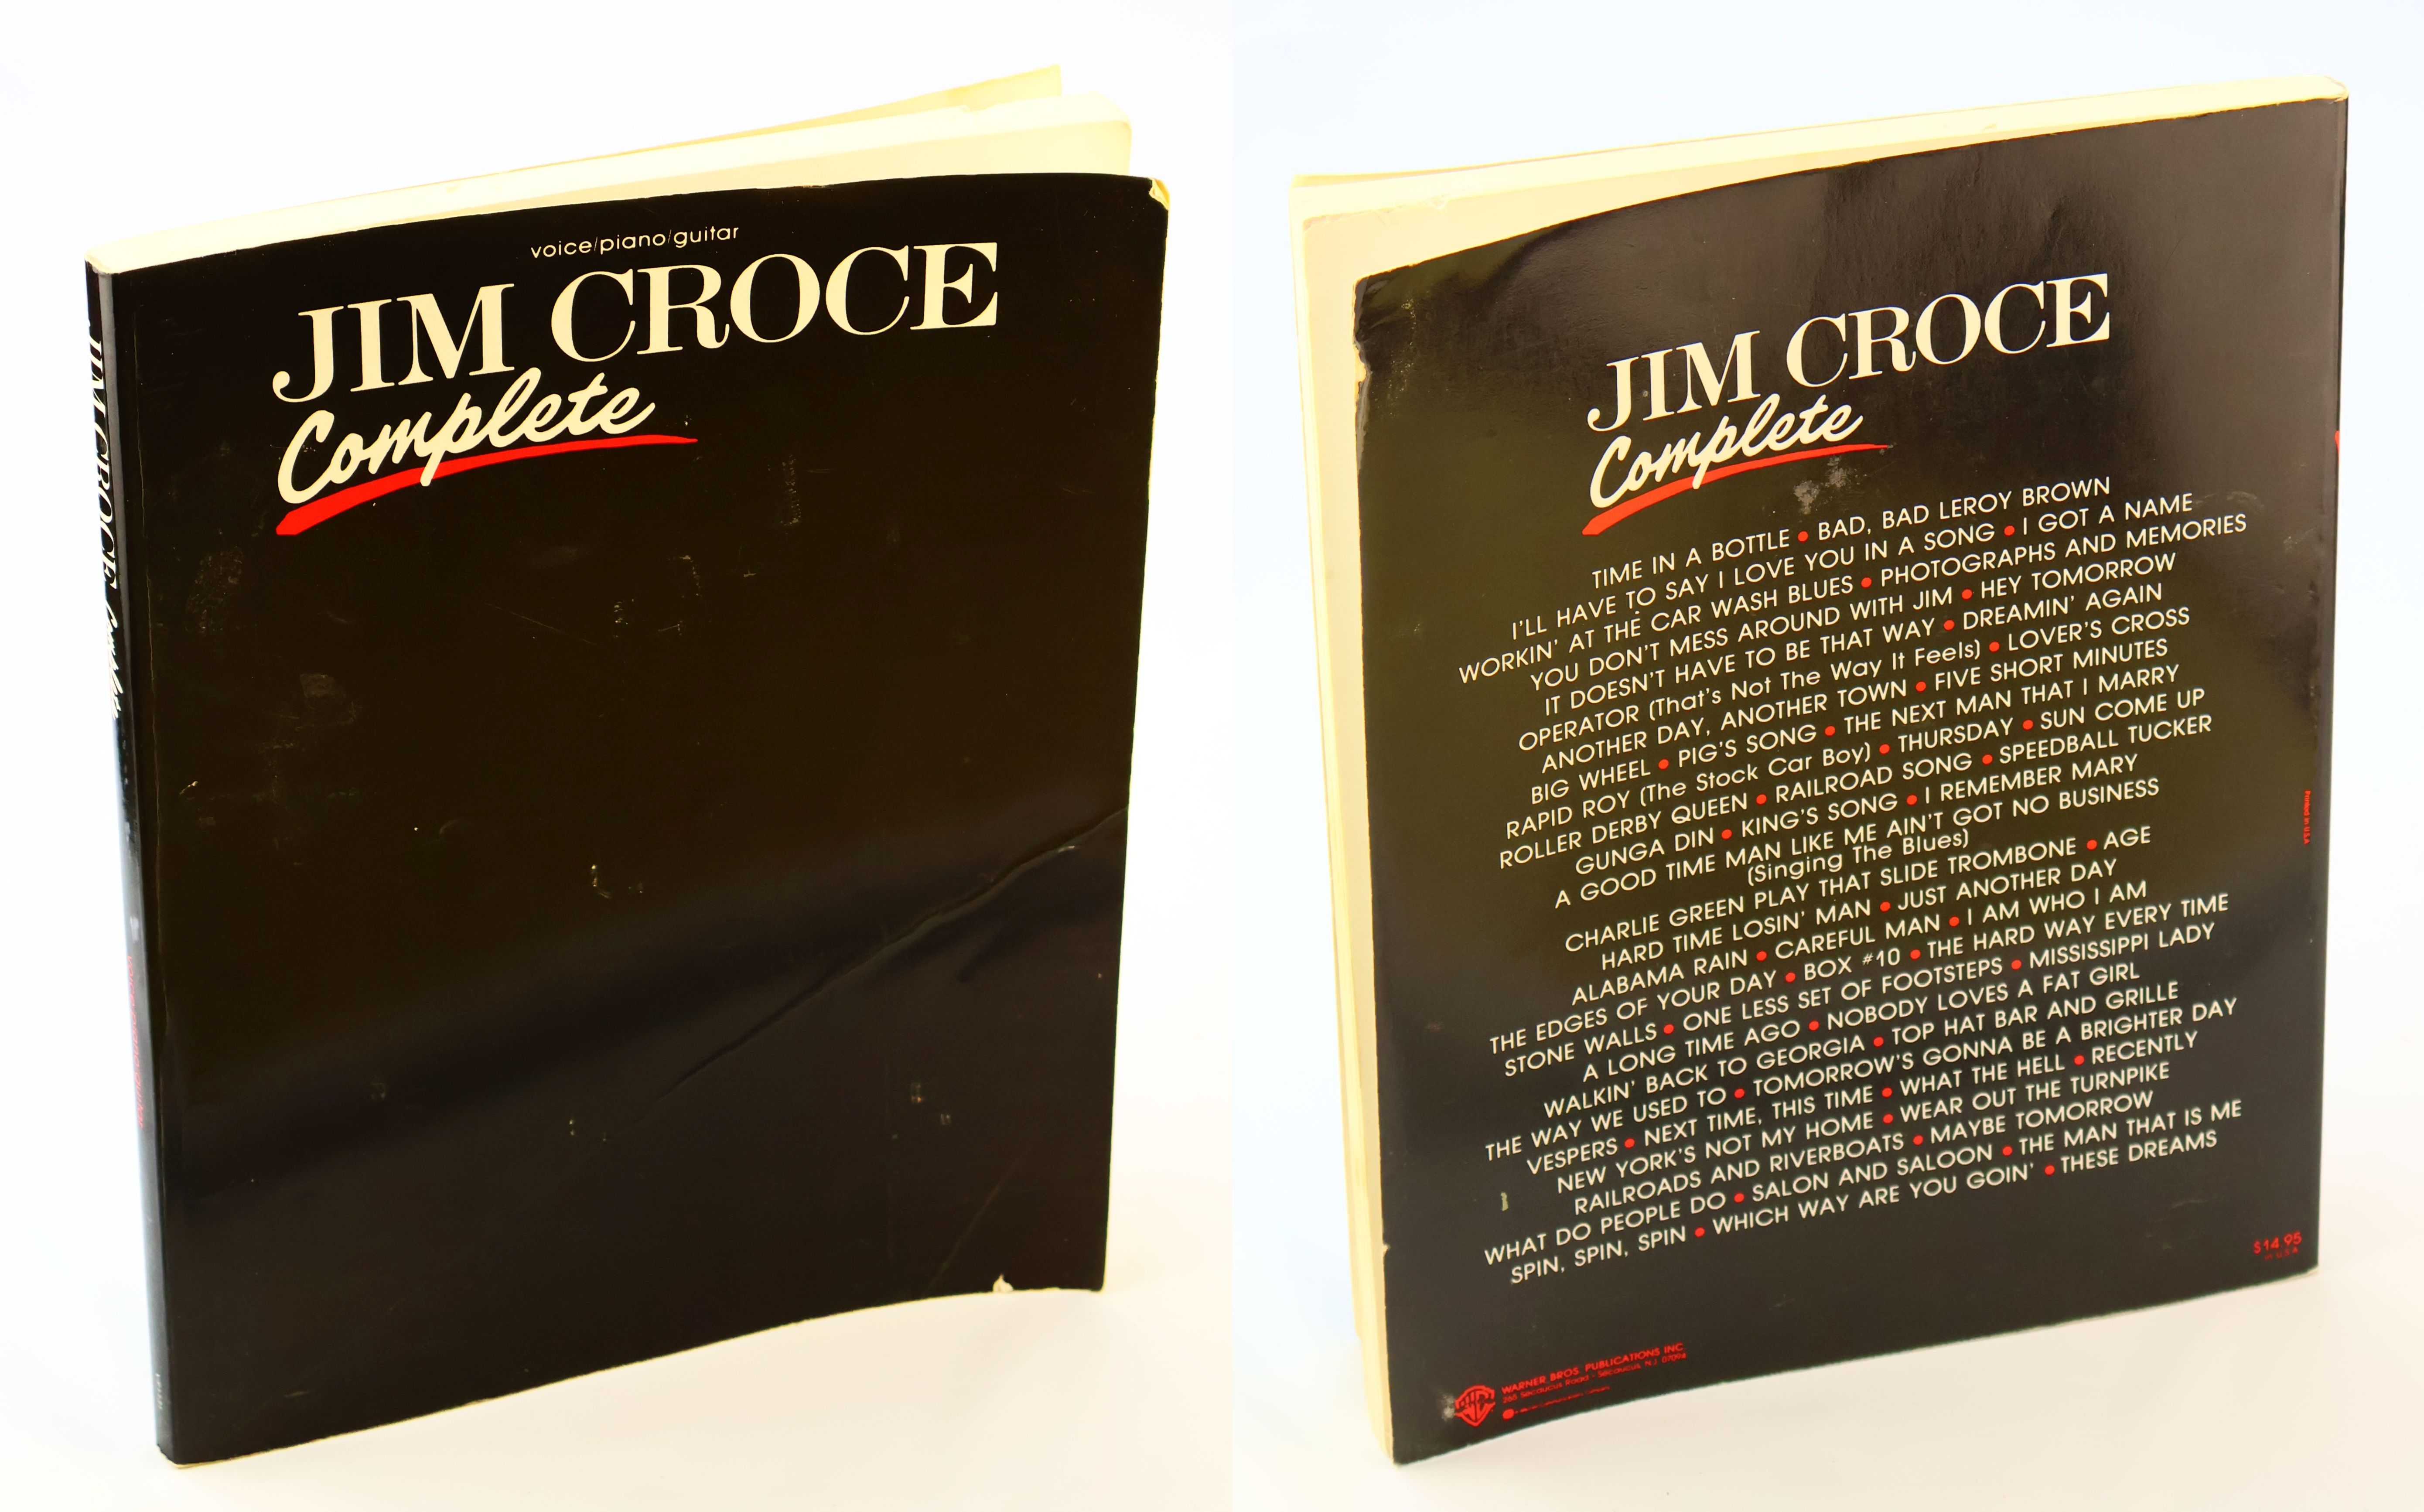 voice/piano/guitar
JIM CROCE
Complete
JIM CROCE Complete
JIM CROCE
Complete
TIME IN A BOTTLE • BAD, BAD LEROY BROWN
I'LL HAVE TO SAY I LOVE YOU IN A SONG • I GOT A NAME
WORKIN' AT THE CAR WASH BLUES • PHOTOGRAPHS AND MEMORIES
YOU DON'T MESS AROUND WITH JIM • HEY TOMORROW
IT DOESN'T HAVE TO BE THAT WAY • DREAMIN' AGAIN
OPERATOR (That's Not The Way It Feels) • LOVER'S CROSS
ANOTHER DAY, ANOTHER TOWN • FIVE SHORT MINUTES
BIG WHEEL • PIG'S SONG • THE NEXT MAN THAT I MARRY
RAPID ROY (The Stock Car Boy) • THURSDAY • SUN COME UP
ROLLER DERBY QUEEN • RAILROAD SONG • SPEEDBALL TUCKER
GUNGA DIN • KING'S SONG • I REMEMBER MARY
A GOOD TIME MAN LIKE ME AIN'T GOT NO BUSINESS
(Singing The Blues)
CHARLIE GREEN PLAY THAT SLIDE TROMBONE • AGE
HARD TIME LOSIN' MAN • JUST ANOTHER DAY
ALABAMA RAIN • CAREFUL MAN • I AM WHO I AM
THE EDGES OF YOUR DAY • BOX #10 • THE HARD WAY EVERY TIME
STONE WALLS • ONE LESS SET OF FOOTSTEPS • MISSISSIPPI LADY
A LONG TIME AGO • NOBODY LOVES A FAT GIRL
WALKIN' BACK TO GEORGIA • TOP HAT BAR AND GRILLE
THE WAY WE USED TO • TOMORROW'S GONNA BE A BRIGHTER DAY
VESPERS • NEXT TIME, THIS TIME • WHAT THE HELL • RECENTLY
NEW YORK'S NOT MY HOME • WEAR OUT THE TURNPIKE
RAILROADS AND RIVERBOATS • MAYBE TOMORROW
WHAT DO PEOPLE DO • SALON AND SALOON • THE MAN THAT IS ME
SPIN, SPIN, SPIN • WHICH WAY ARE YOU GOIN' • THESE DREAMS
Printed in U.S.A.
$14.95
in U.S.A.
WARNER BROS. PUBLICATIONS INC.
265 Secaucus Road - Secaucus, N.J. 07094